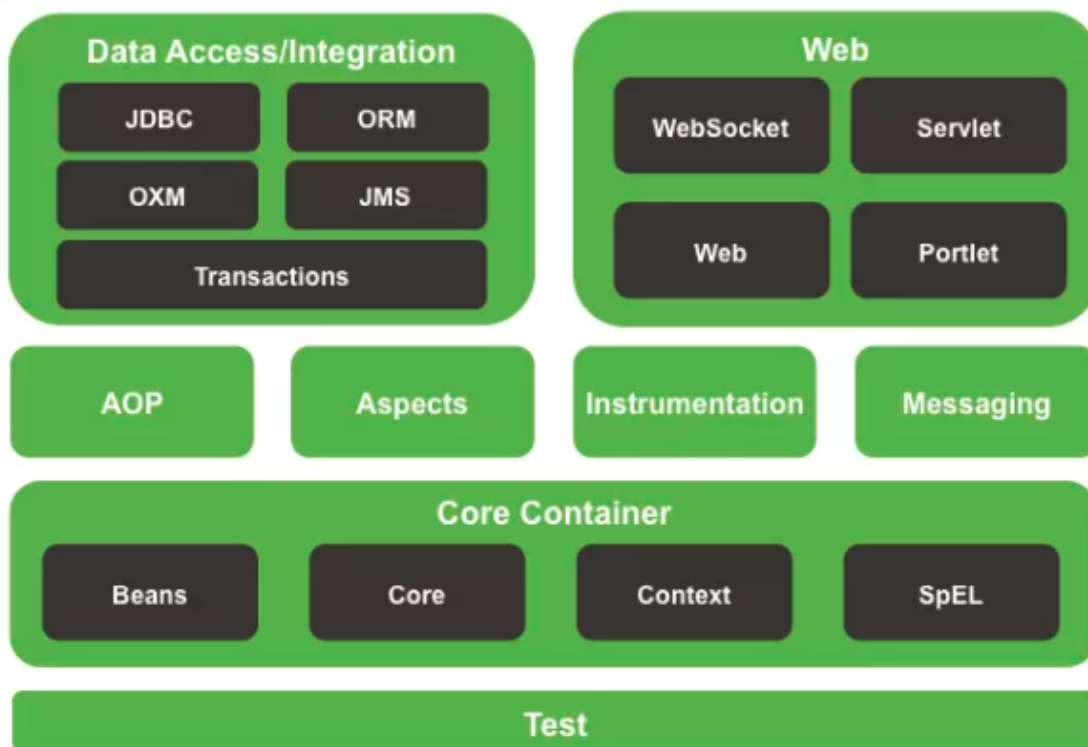 Data Access/Integration
JDBC
ORM
OXM
JMS
Transactions
Web
WebSocket
Servlet
Web
Portlet
AOP
Aspects
Instrumentation
Messaging
Core Container
Beans
Core
Context
SpEL
Test